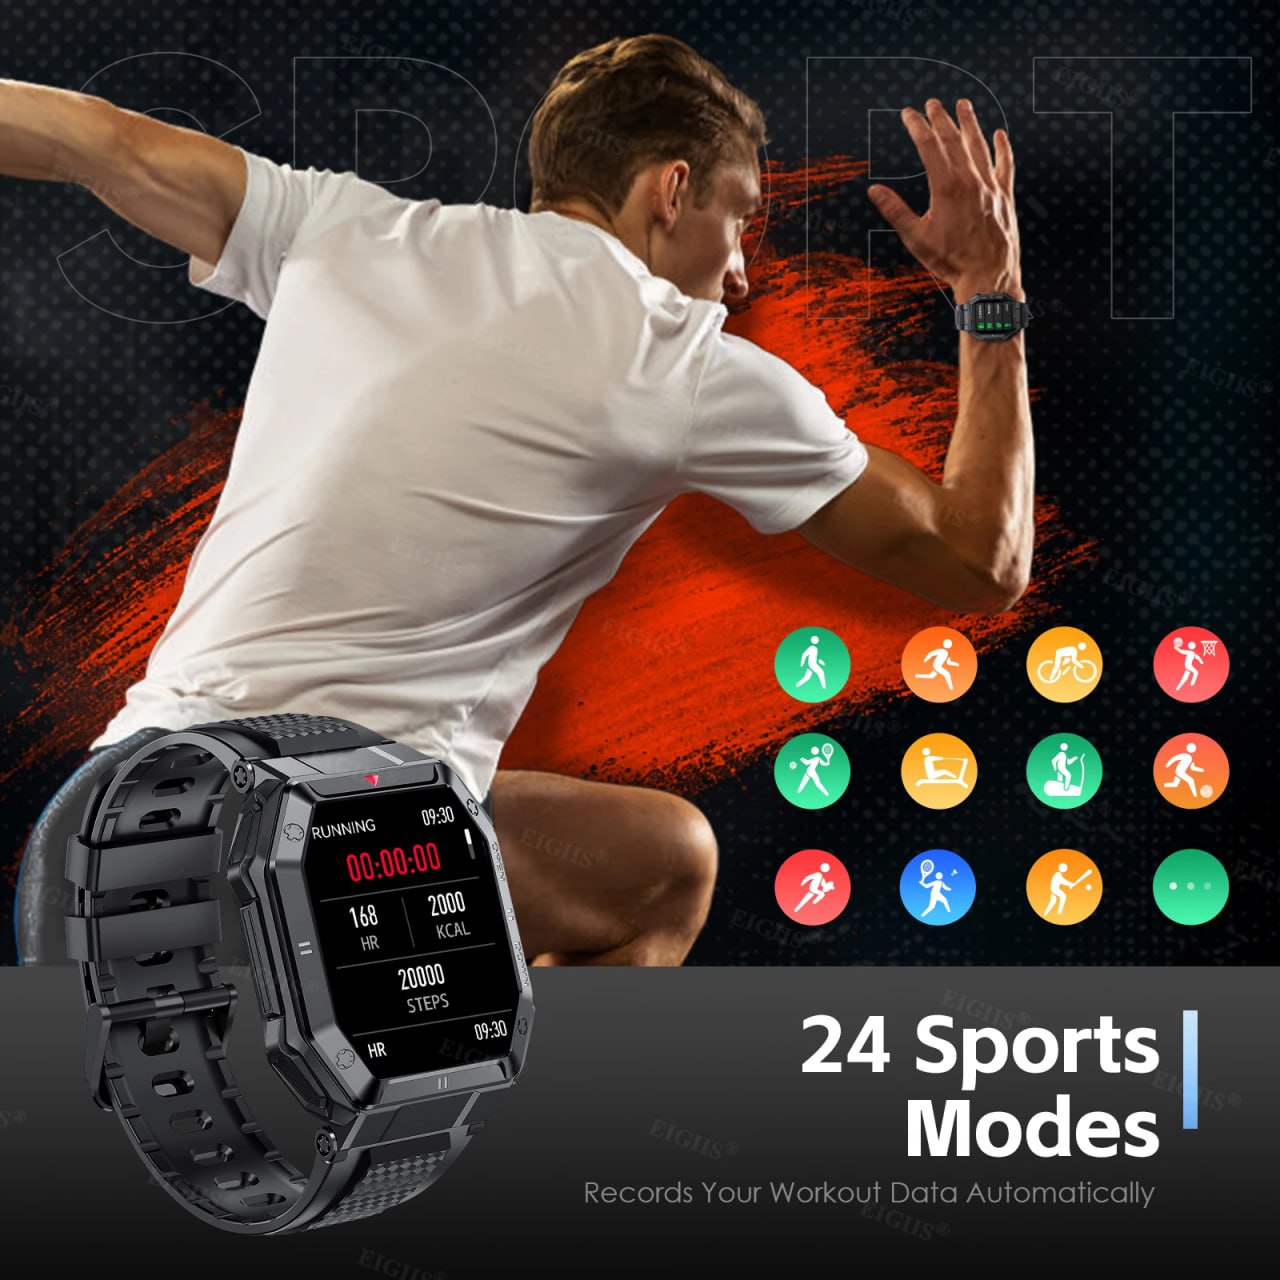 SPORT
RUNNING 09:30
00:00:00
168 2000
HR KCAL
20000
STEPS
HR 09:30
24 Sports
Modes
Records Your Workout Data Automatically
EIGIIS®